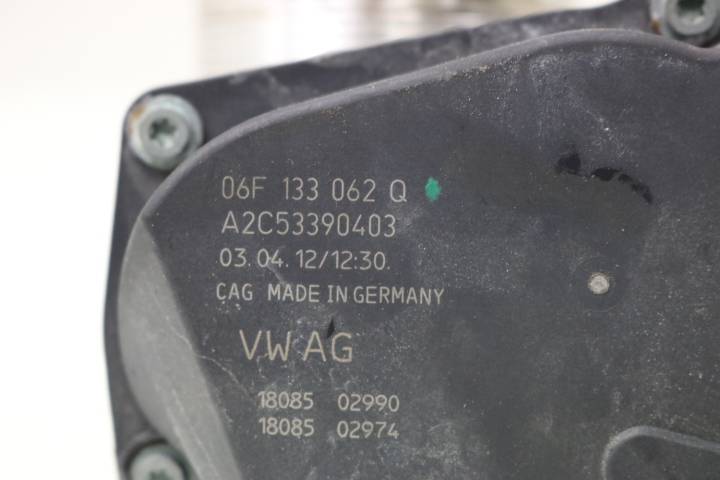 06F 133 062 Q
A2C53390403
03.04.12/12:30.
CAG MADE IN GERMANY
VW AG
18085 02990
18085 02974